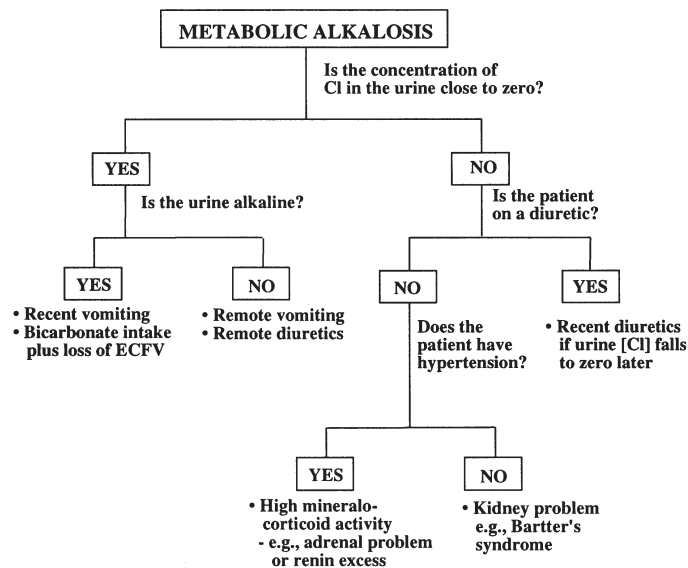 METABOLIC ALKALOSIS
Is the concentration of
Cl in the urine close to zero?
YES
NO
Is the urine alkaline?
Is the patient
on a diuretic?
YES
NO
NO
YES
• Recent vomiting
• Bicarbonate intake
plus loss of ECFV
• Remote vomiting
• Remote diuretics
Does the
patient have
hypertension?
• Recent diuretics
if urine [Cl] falls
to zero later
YES
NO
• High mineralo-
corticoid activity
- e.g., adrenal problem
or renin excess
• Kidney problem
e.g., Bartter's
syndrome